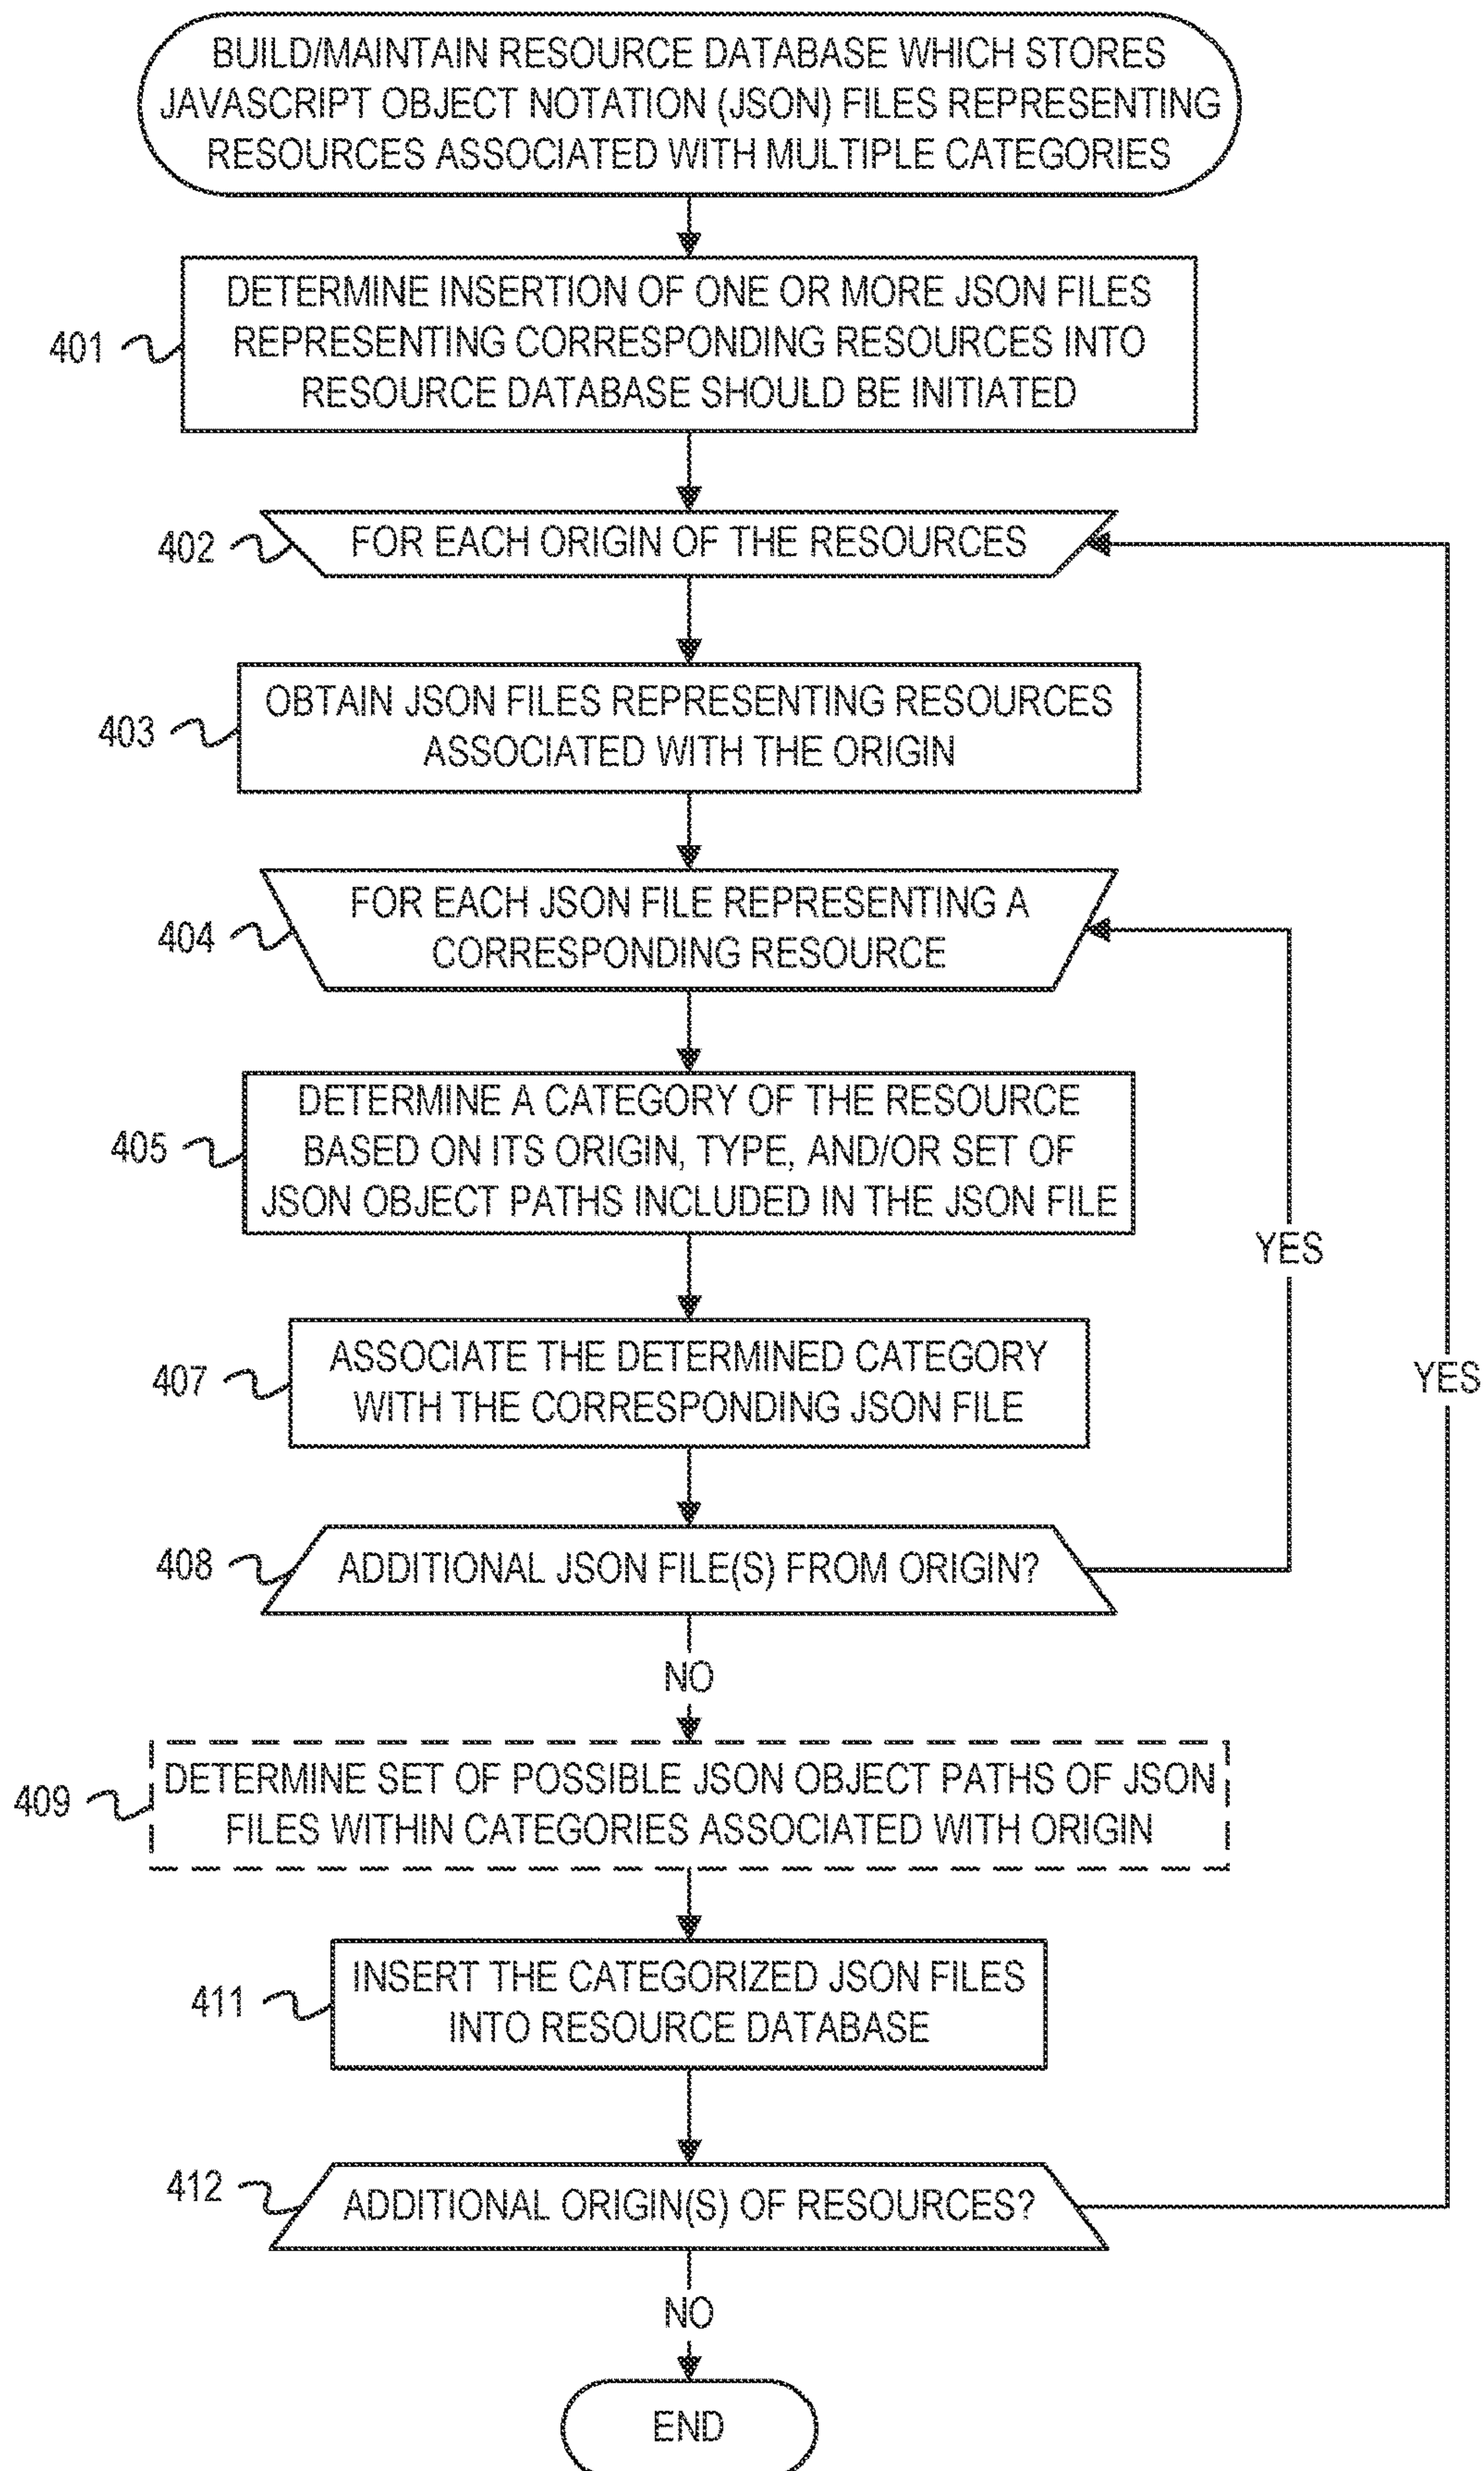 BUILD/MAINTAIN RESOURCE DATABASE WHICH STORES
JAVASCRIPT OBJECT NOTATION (JSON) FILES REPRESENTING
RESOURCES ASSOCIATED WITH MULTIPLE CATEGORIES
401
DETERMINE INSERTION OF ONE OR MORE JSON FILES
REPRESENTING CORRESPONDING RESOURCES INTO
RESOURCE DATABASE SHOULD BE INITIATED
402
FOR EACH ORIGIN OF THE RESOURCES
403
OBTAIN JSON FILES REPRESENTING RESOURCES
ASSOCIATED WITH THE ORIGIN
404
FOR EACH JSON FILE REPRESENTING A
CORRESPONDING RESOURCE
405
DETERMINE A CATEGORY OF THE RESOURCE
BASED ON ITS ORIGIN, TYPE, AND/OR SET OF
JSON OBJECT PATHS INCLUDED IN THE JSON FILE
YES
407
ASSOCIATE THE DETERMINED CATEGORY
WITH THE CORRESPONDING JSON FILE
YES
408
ADDITIONAL JSON FILE(S) FROM ORIGIN?
NO
409
DETERMINE SET OF POSSIBLE JSON OBJECT PATHS OF JSON
FILES WITHIN CATEGORIES ASSOCIATED WITH ORIGIN
411
INSERT THE CATEGORIZED JSON FILES
INTO RESOURCE DATABASE
412
ADDITIONAL ORIGIN(S) OF RESOURCES?
NO
END